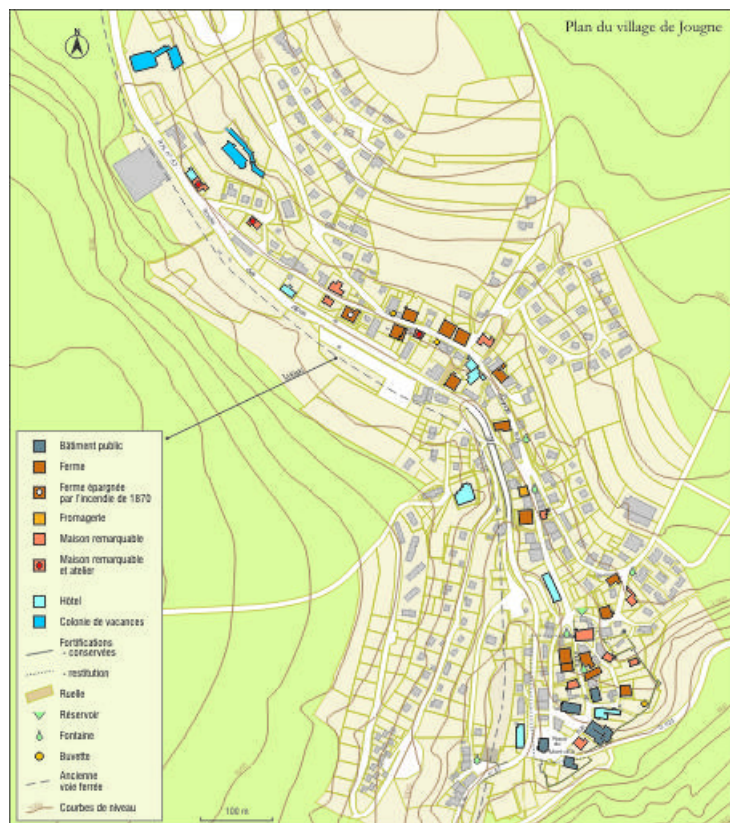 Plan du village de Jougne
N
Bâtiment public
Ferme
Ferme épargnée
par l'incendie de 1870
Fromagerie
Maison remarquable
Maison remarquable
et atelier
Hôtel
Colonie de vacances
Fortifications
- conservées
- restitution
Ruelle
Réservoir
Fontaine
Buvette
Ancienne
voie ferrée
Courbes de niveau
100 m